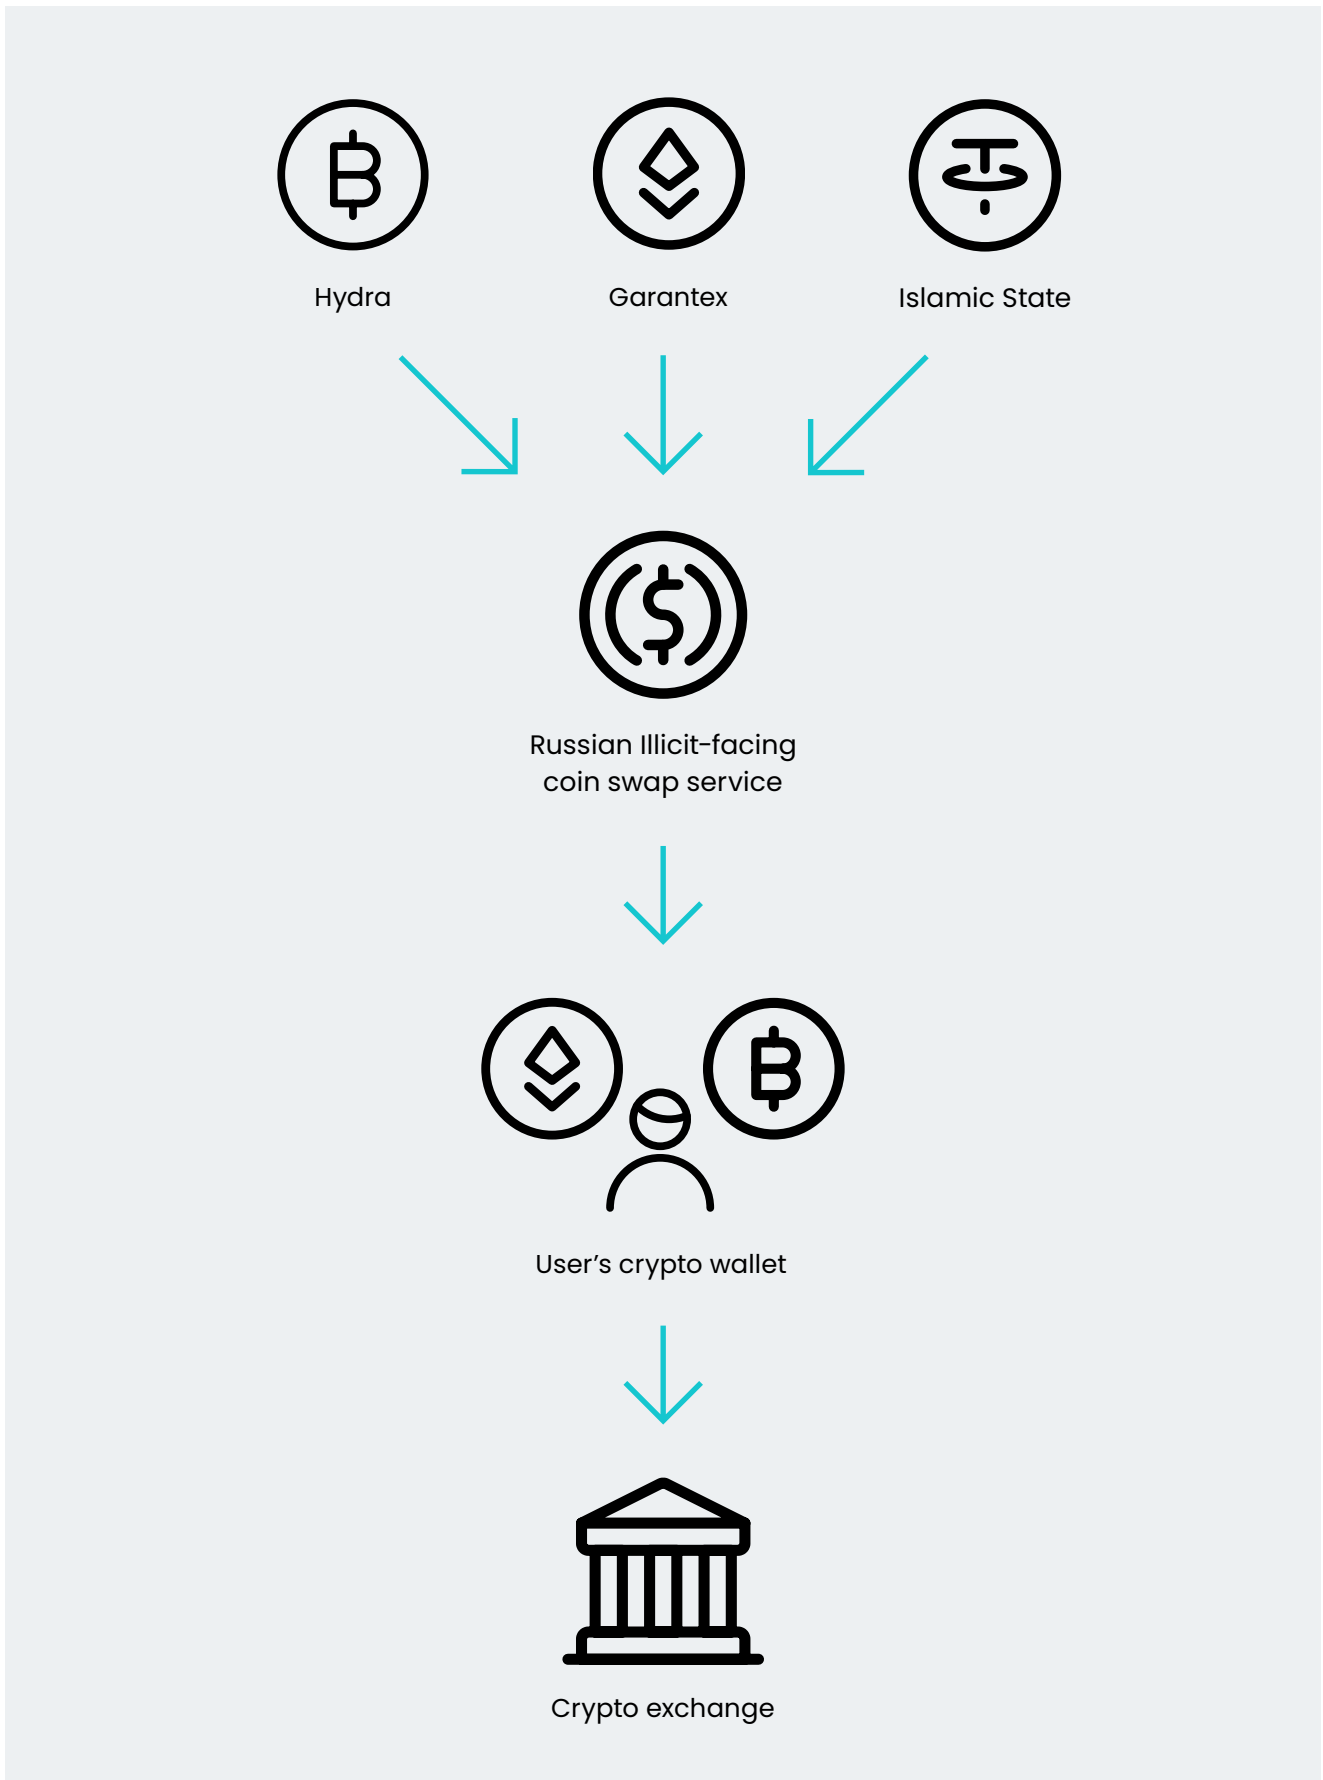 Hydra
Garantex
Islamic State
Russian Illicit-facing
coin swap service
User’s crypto wallet
Crypto exchange